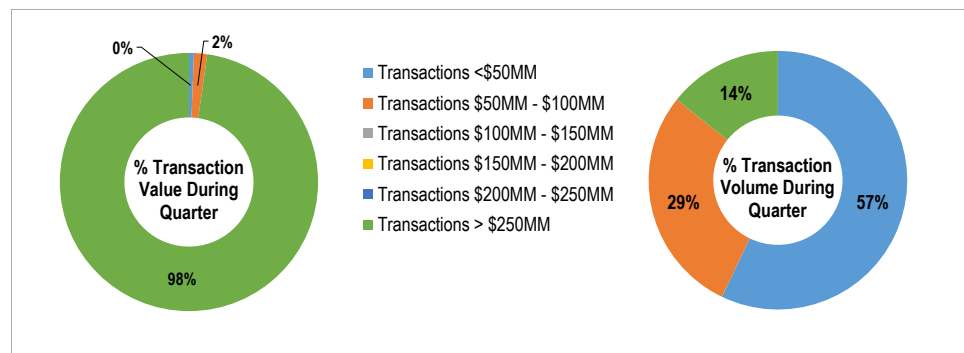 0%
2%
% Transaction
Value During
Quarter
98%
Transactions <$50MM
Transactions $50MM - $100MM
Transactions $100MM - $150MM
Transactions $150MM - $200MM
Transactions $200MM - $250MM
Transactions > $250MM
14%
% Transaction
Volume During
Quarter
29%
57%